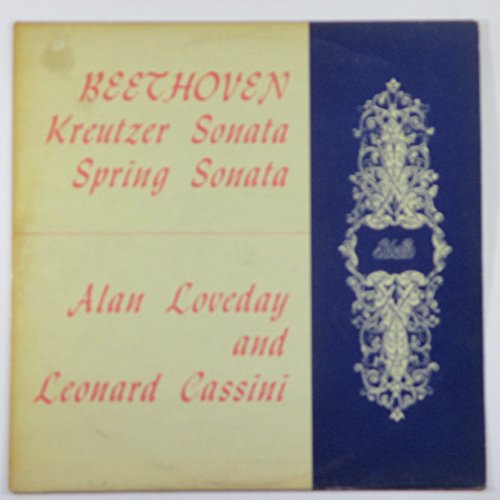 BEETHOVEN
Kreutzer Sonata
Spring Sonata
Alan Loveday
and
Leonard Cassini